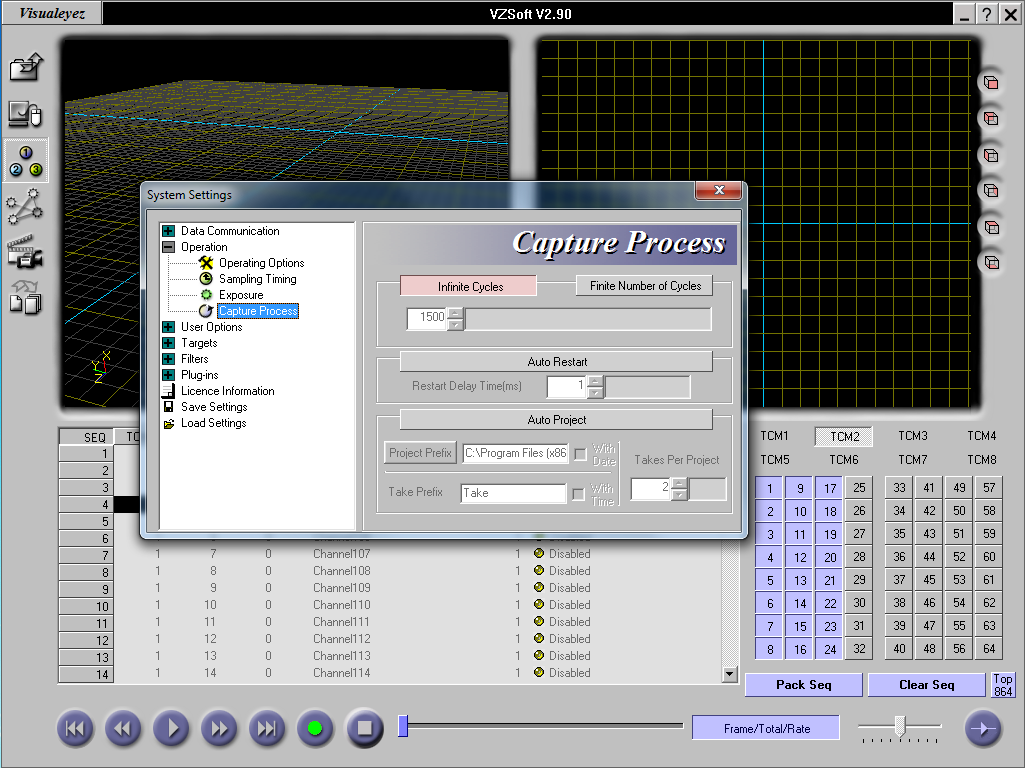 Visualeyez
VZSoft V2.90
System Settings
Data Communication
Operation
Operating Options
Sampling Timing
Exposure
Capture Process
User Options
Targets
Filters
Plug-ins
Licence Information
Save Settings
Load Settings
Capture Process
Infinite Cycles Finite Number of Cycles
1500
Auto Restart
Restart Delay Time(ms) 1
Auto Project
Project Prefix C:\Program Files (x86 With Date
Takes Per Project
Take Prefix Take With Time 2
X
Y
Z
SEQ TC
1
2
3
4
5
6
7 1 7 0 Channel107 1 Disabled
8 1 8 0 Channel108 1 Disabled
9 1 9 0 Channel109 1 Disabled
10 1 10 0 Channel110 1 Disabled
11 1 11 0 Channel111 1 Disabled
12 1 12 0 Channel112 1 Disabled
13 1 13 0 Channel113 1 Disabled
14 1 14 0 Channel114 1 Disabled
TCM1 TCM2 TCM3 TCM4
TCM5 TCM6 TCM7 TCM8
1 9 17 25 33 41 49 57
2 10 18 26 34 42 50 58
3 11 19 27 35 43 51 59
4 12 20 28 36 44 52 60
5 13 21 29 37 45 53 61
6 14 22 30 38 46 54 62
7 15 23 31 39 47 55 63
8 16 24 32 40 48 56 64
Pack Seq Clear Seq Top 864
Frame/Total/Rate